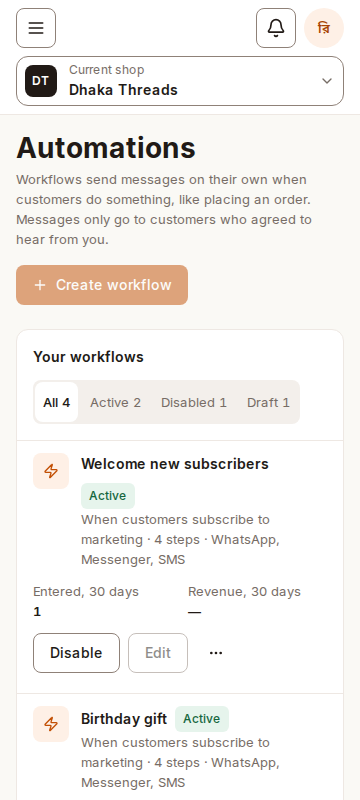 রি
DT
Current shop
Dhaka Threads
Automations
Workflows send messages on their own when
customers do something, like placing an order.
Messages only go to customers who agreed to
hear from you.
+ Create workflow
Your workflows
All 4 Active 2 Disabled 1 Draft 1
Welcome new subscribers
Active
When customers subscribe to
marketing · 4 steps · WhatsApp,
Messenger, SMS
Entered, 30 days Revenue, 30 days
1 —
Disable Edit ···
Birthday gift Active
When customers subscribe to
marketing · 4 steps · WhatsApp,
Messenger, SMS